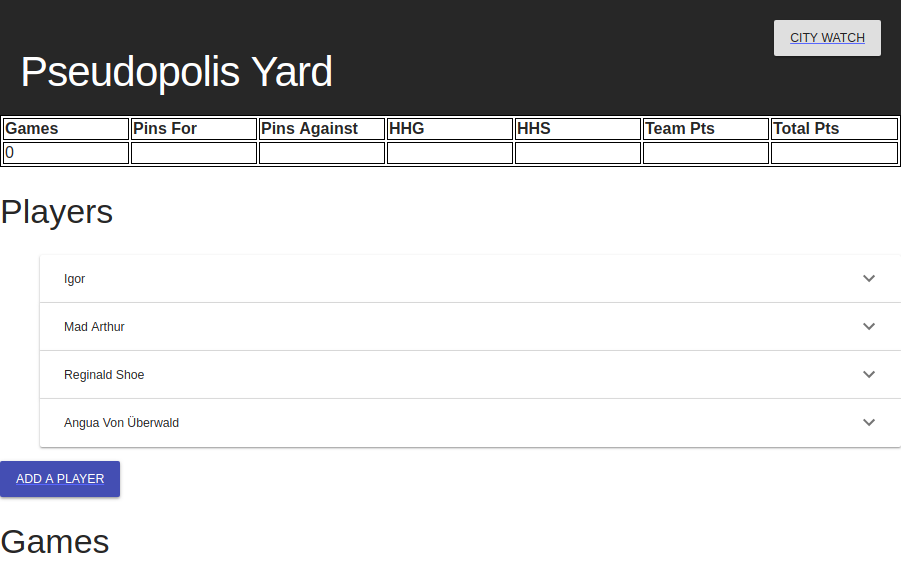 CITY WATCH
Pseudopolis Yard
Games Pins For Pins Against HHG HHS Team Pts Total Pts
0
Players
Igor
Mad Arthur
Reginald Shoe
Angua Von Überwald
ADD A PLAYER
Games